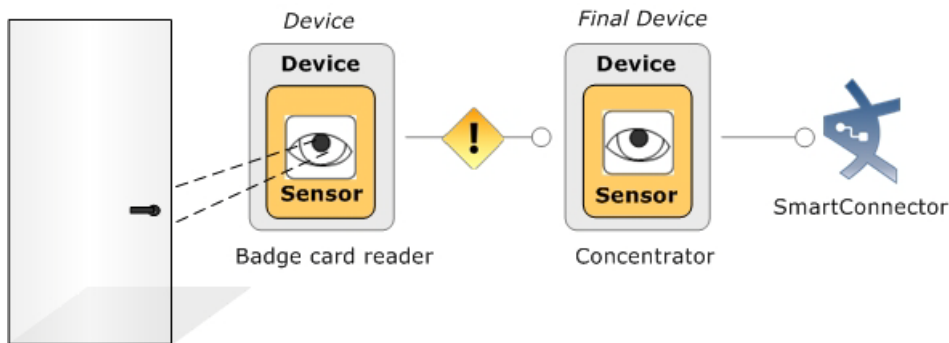 Device
Final Device
Device
Device
!
Sensor
Sensor
Badge card reader
Concentrator
SmartConnector